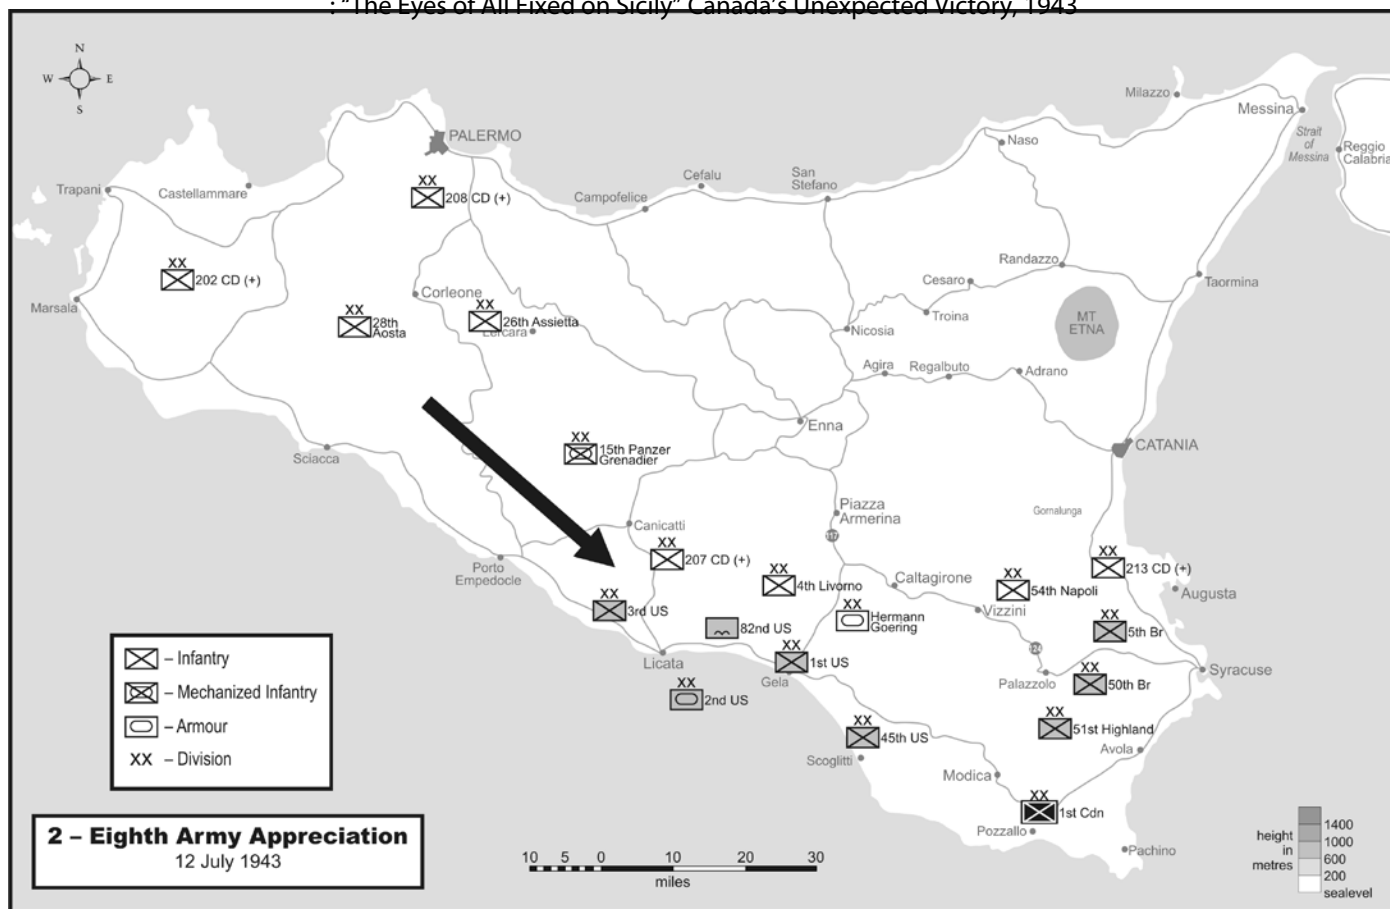 : “The Eyes of All Fixed on Sicily” Canada’s Unexpected Victory, 1943
N
W E
S
PALERMO
Trapani
Castellammare
Marsala
XX
208 CD (+)
XX
202 CD (+)
XX
28th
Aosta
Corleone
XX
26th Assietta
Lercara
Campofelice
Cefalu
San
Stefano
Naso
Milazzo
Messina
Strait
of
Messina
Reggio
Calabria
Randazzo
Cesaro
Troina
Taormina
MT
ETNA
Nicosia
Agira
Regalbuto
Adrano
Enna
CATANIA
Sciacca
XX
15th Panzer
Grenadier
Canicatti
Piazza
Armerina
117
Gornalunga
Porto
Empedocle
XX
207 CD (+)
XX
4th Livorno
Caltagirone
XX
54th Napoli
XX
213 CD (+)
Augusta
XX
3rd US
82nd US
XX
Hermann
Goering
Vizzini
XX
5th Br
Licata
XX
1st US
Gela
124
Palazzolo
XX
50th Br
Syracuse
XX
2nd US
XX
45th US
Scoglitti
XX
51st Highland
Avola
Modica
XX
1st Cdn
Pozzallo
Pachino
– Infantry
– Mechanized Infantry
– Armour
XX – Division
2 – Eighth Army Appreciation
12 July 1943
10 5 0 10 20 30
miles
height
in
metres
1400
1000
600
200
sealevel